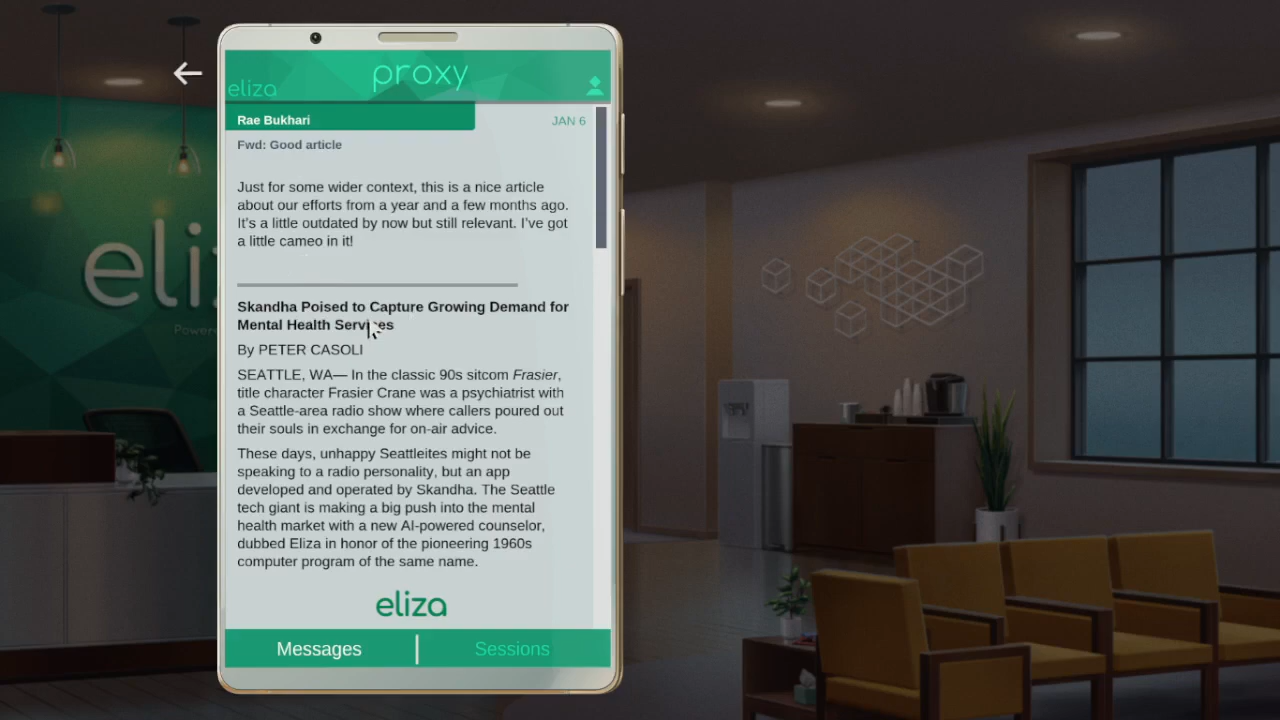 proxy
eliza
Rae Bukhari
JAN 6
Fwd: Good article
Just for some wider context, this is a nice article
about our efforts from a year and a few months ago.
It's a little outdated by now but still relevant. I've got
a little cameo in it!
Skandha Poised to Capture Growing Demand for
Mental Health Services
By PETER CASOLI
SEATTLE, WA— In the classic 90s sitcom Frasier,
title character Frasier Crane was a psychiatrist with
a Seattle-area radio show where callers poured out
their souls in exchange for on-air advice.
These days, unhappy Seattleites might not be
speaking to a radio personality, but an app
developed and operated by Skandha. The Seattle
tech giant is making a big push into the mental
health market with a new AI-powered counselor,
dubbed Eliza in honor of the pioneering 1960s
computer program of the same name.
eliza
Messages
Sessions
eli
Powere